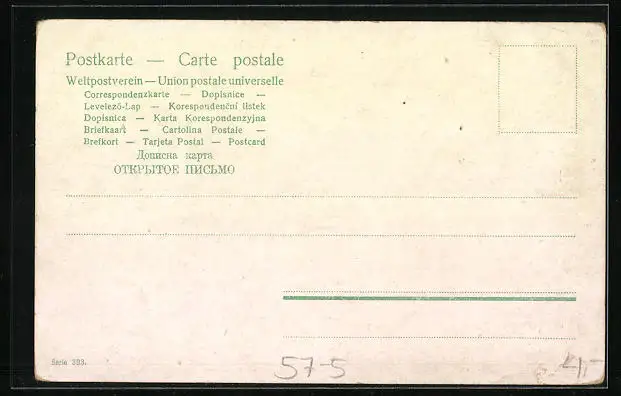 Postkarte — Carte postale
Weltpostverein — Union postale universelle
Correspondenzkarte — Dopisnice —
Levelező-Lap — Korespondenční listek
Dopisnica — Karta Korespondenzyjna
Briefkaart — Cartolina Postale —
Brefkort — Tarjeta Postal — Postcard
Дописна карта
ОТКРЫТОЕ ПИСЬМО
Serie 393.
57-5
4,-